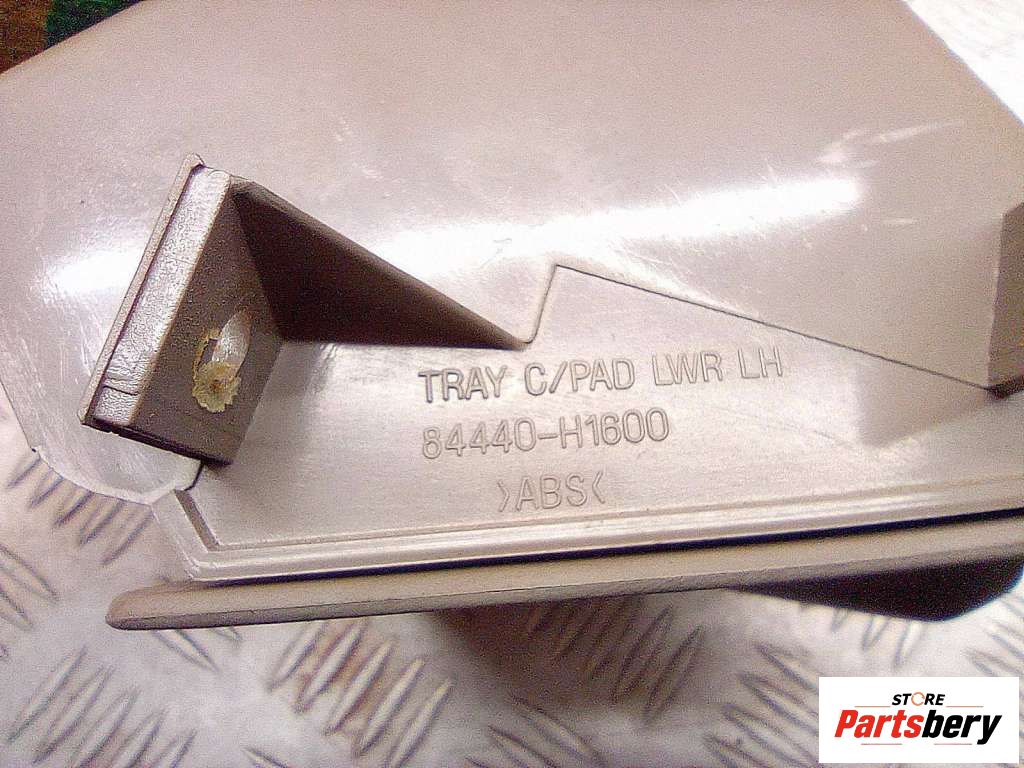 TRAY C/PAD LWR LH
84440-H1600
>ABS<
STORE
Partsbery